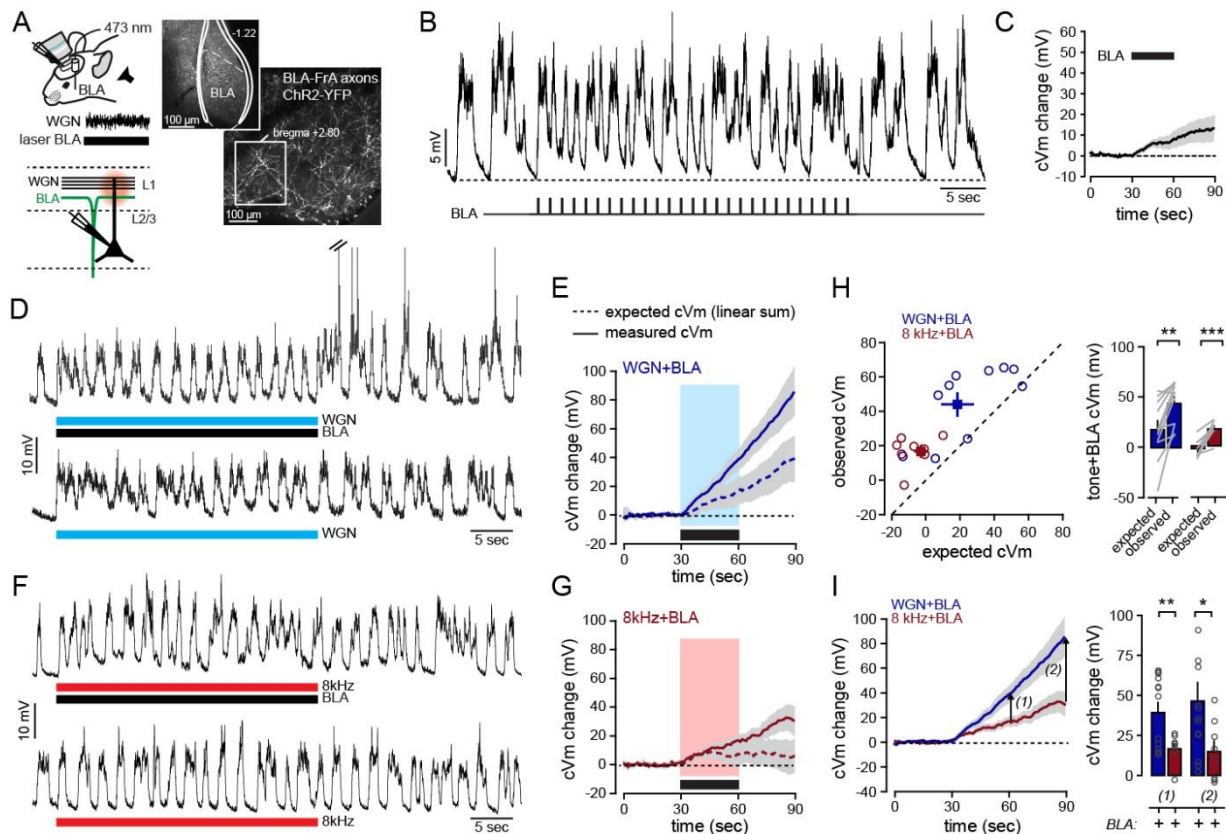 A
473 nm
BLA
WGN
laser BLA
WGN
BLA
L1
L2/3
-1.22
BLA
100 µm
BLA-FrA axons
ChR2-YFP
bregma +2.80
100 µm
B
5 mV
5 sec
BLA
C
cVm change (mV)
60
50
40
30
20
10
0
-10
BLA
0 30 60 90
time (sec)
D
WGN
BLA
10 mV
WGN
5 sec
E
expected cVm (linear sum)
measured cVm
WGN+BLA
cVm change (mV)
100
80
60
40
20
0
-20
0 30 60 90
time (sec)
F
8kHz
BLA
10 mV
8kHz
5 sec
G
8kHz+BLA
cVm change (mV)
100
80
60
40
20
0
-20
0 30 60 90
time (sec)
H
WGN+BLA
8 kHz+BLA
observed cVm
100
80
60
40
20
0
-20
-20 0 20 40 60 80
expected cVm
** ***
tone+BLA cVm (mv)
100
50
0
-50
expected
observed
expected
observed
I
WGN+BLA
8 kHz+BLA
cVm change (mV)
100
80
60
40
20
0
-20
(1)
(2)
0 30 60 90
time (sec)
** *
cVm change (mV)
100
75
50
25
0
(1) (2)
BLA: + + + +